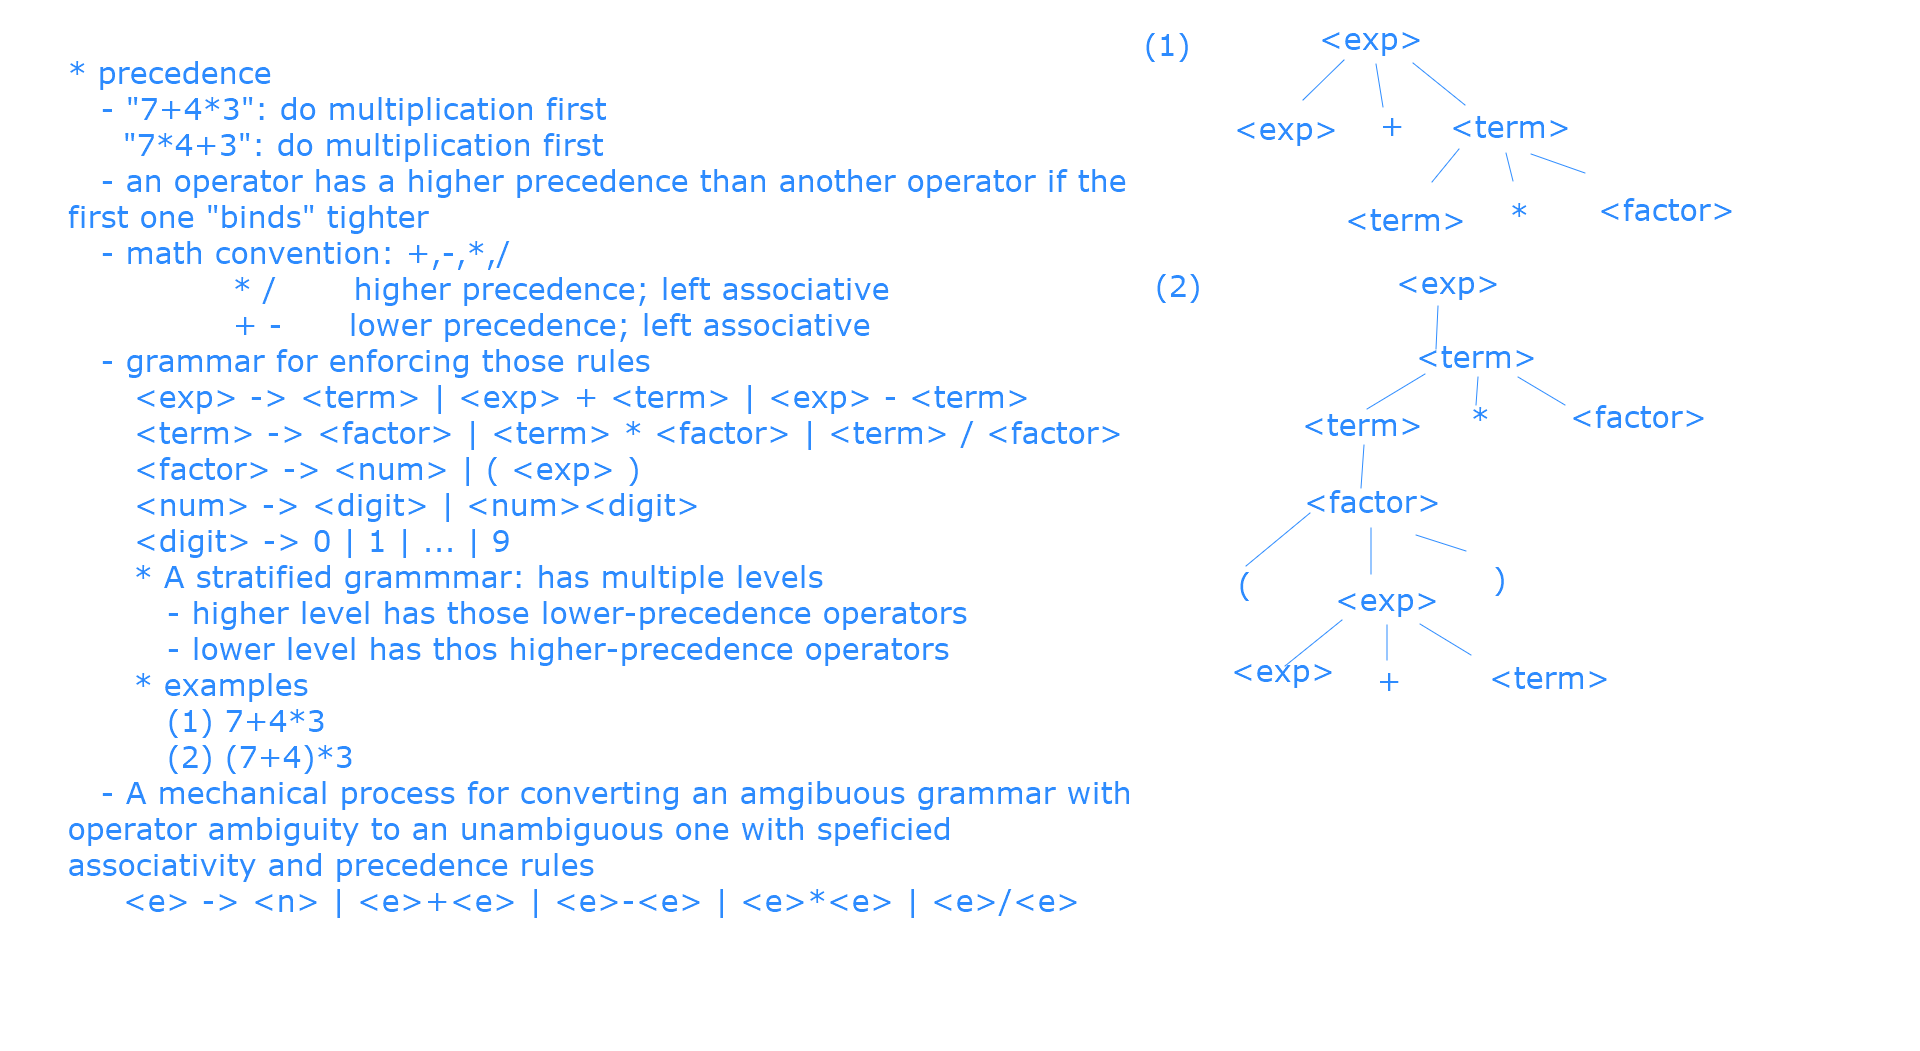 * precedence
- "7+4*3": do multiplication first
"7*4+3": do multiplication first
- an operator has a higher precedence than another operator if the
first one "binds" tighter
- math convention: +,-,*,/
* / higher precedence; left associative
+ - lower precedence; left associative
- grammar for enforcing those rules
<exp> -> <term> | <exp> + <term> | <exp> - <term>
<term> -> <factor> | <term> * <factor> | <term> / <factor>
<factor> -> <num> | ( <exp> )
<num> -> <digit> | <num><digit>
<digit> -> 0 | 1 | ... | 9
* A stratified grammmar: has multiple levels
- higher level has those lower-precedence operators
- lower level has thos higher-precedence operators
* examples
(1) 7+4*3
(2) (7+4)*3
- A mechanical process for converting an amgibuous grammar with
operator ambiguity to an unambiguous one with speficied
associativity and precedence rules
<e> -> <n> | <e>+<e> | <e>-<e> | <e>*<e> | <e>/<e>
(1) <exp>
<exp> + <term>
<term> * <factor>
(2) <exp>
<term>
<term> * <factor>
<factor>
( <exp> )
<exp> + <term>